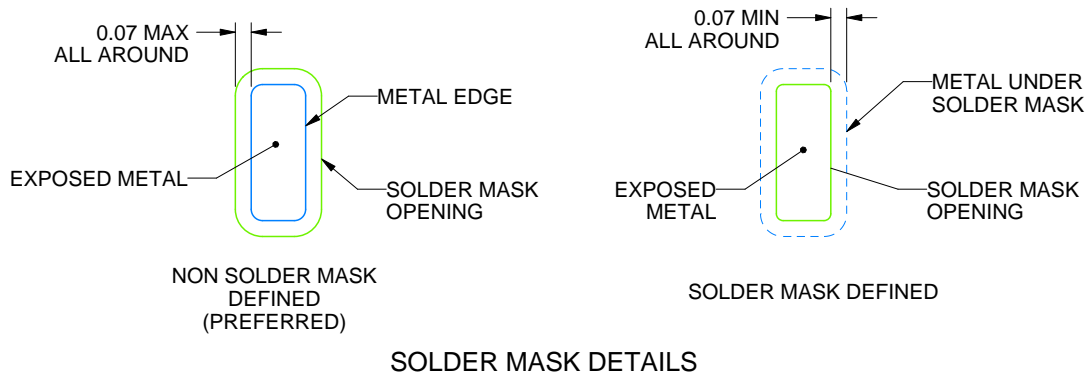 0.07 MAX
ALL AROUND
METAL EDGE
EXPOSED METAL
SOLDER MASK
OPENING
NON SOLDER MASK
DEFINED
(PREFERRED)
0.07 MIN
ALL AROUND
METAL UNDER
SOLDER MASK
EXPOSED
METAL
SOLDER MASK
OPENING
SOLDER MASK DEFINED
SOLDER MASK DETAILS